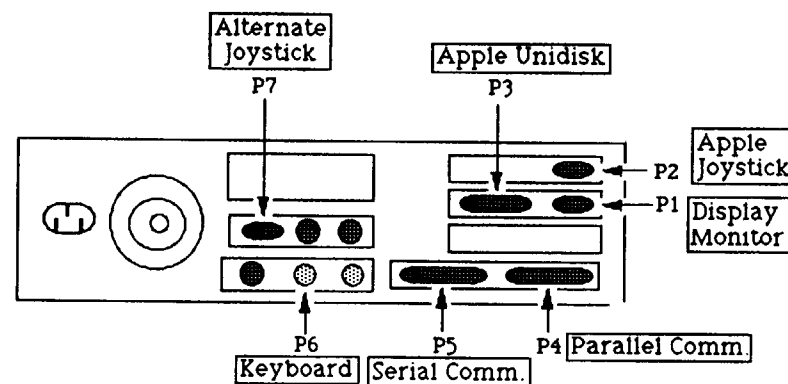 Alternate
Joystick
P7
Apple Unidisk
P3
P2
Apple
Joystick
P1
Display
Monitor
P6
Keyboard
P5
Serial Comm.
P4
Parallel Comm.